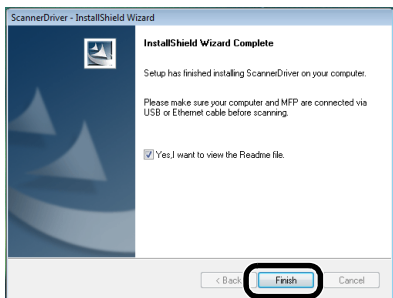 ScannerDriver - InstallShield Wizard
InstallShield Wizard Complete
Setup has finished installing ScannerDriver on your computer.
Please make sure your computer and MFP are connected via
USB or Ethernet cable before scanning.
Yes,I want to view the Readme file.
< Back
Finish
Cancel